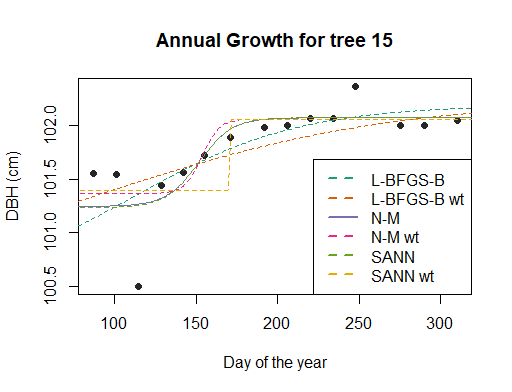 Annual Growth for tree 15
DBH (cm)
102.0
101.5
101.0
100.5
L-BFGS-B
L-BFGS-B wt
N-M
N-M wt
SANN
SANN wt
100 150 200 250 300
Day of the year